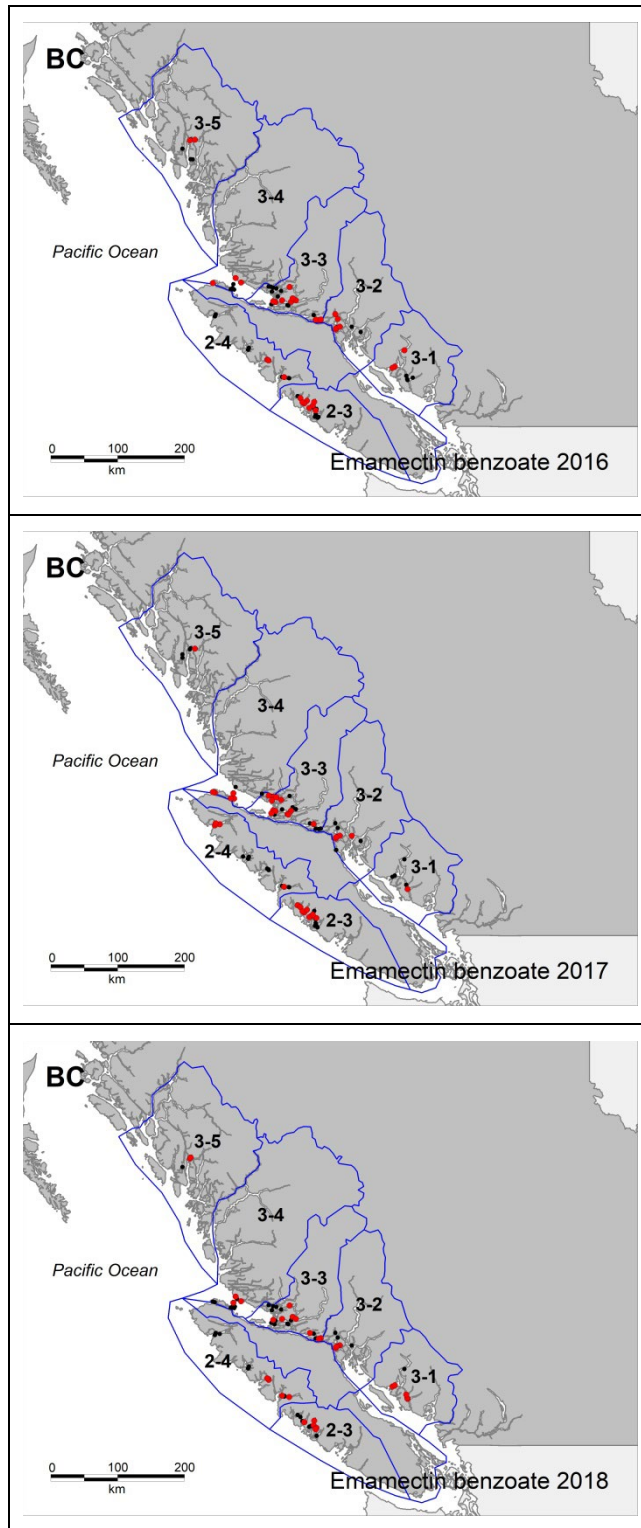 BC
3-5
3-4
Pacific Ocean
3-3
3-2
2-4
3-1
2-3
0 100 200
km
Emamectin benzoate 2016
BC
3-5
3-4
Pacific Ocean
3-3
3-2
2-4
3-1
2-3
0 100 200
km
Emamectin benzoate 2017
BC
3-5
3-4
Pacific Ocean
3-3
3-2
2-4
3-1
2-3
0 100 200
km
Emamectin benzoate 2018